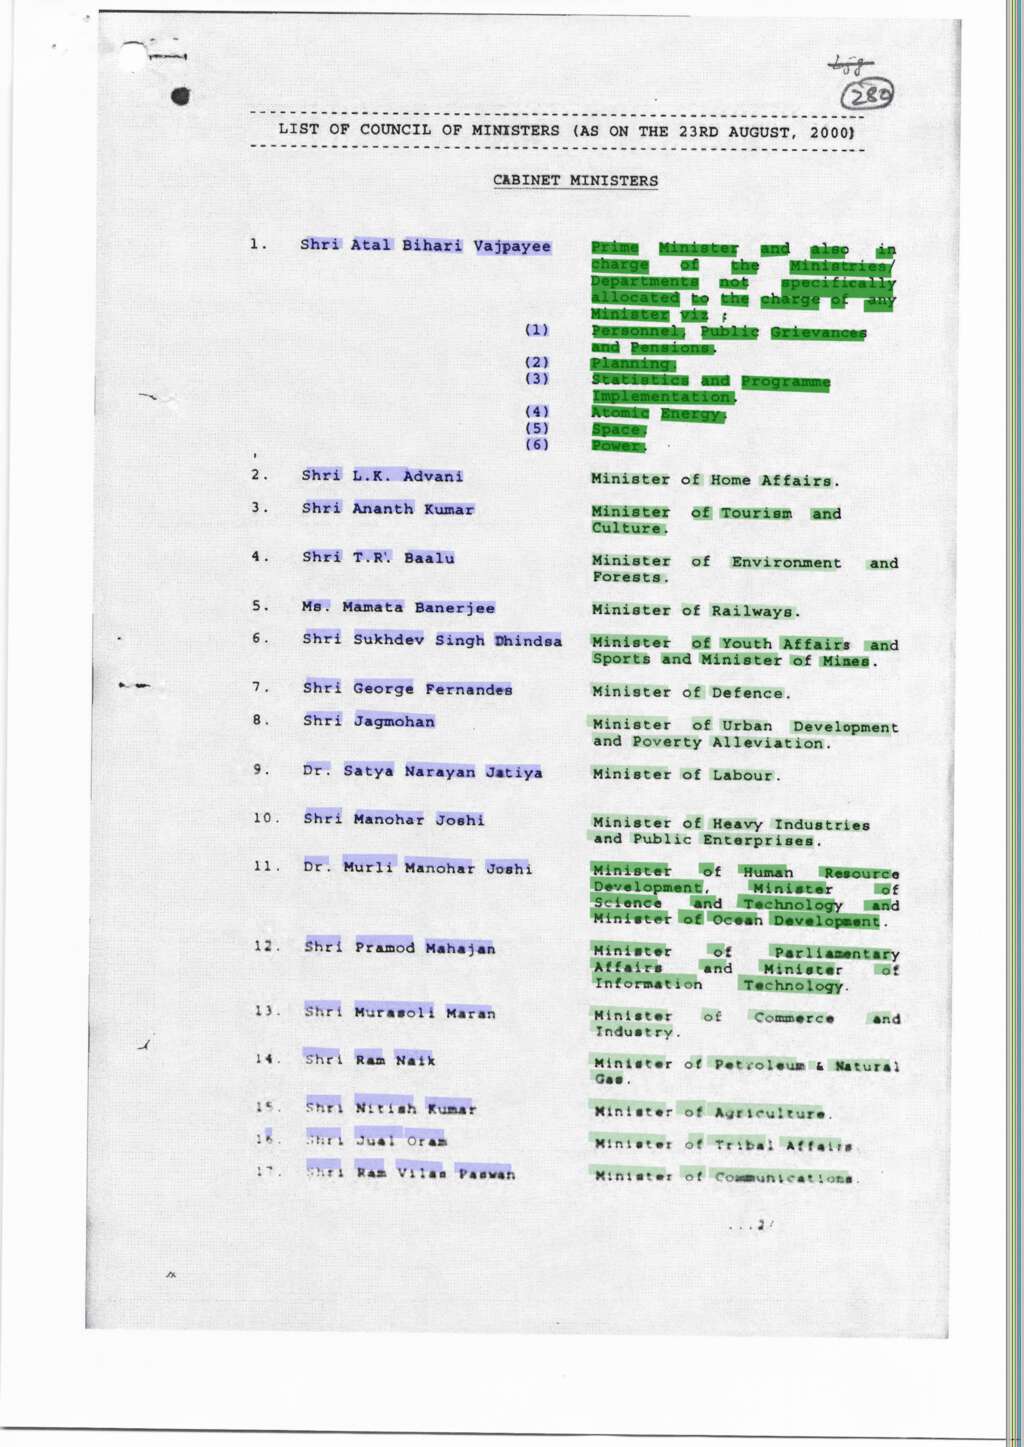 280
LIST OF COUNCIL OF MINISTERS (AS ON THE 23RD AUGUST, 2000)
CABINET MINISTERS
1. Shri Atal Bihari Vajpayee Prime Minister and also in
charge of the Ministries/
Departments not specifically
allocated to the charge of any
Minister viz ;
(1) Personnel, Public Grievances
and Pensions.
(2) Planning.
(3) Statistics and Programme
Implementation.
(4) Atomic Energy.
(5) Space.
(6) Power.
2. Shri L.K. Advani Minister of Home Affairs.
3. Shri Ananth Kumar Minister of Tourism and
Culture.
4. Shri T.R. Baalu Minister of Environment and
Forests.
5. Ms. Mamata Banerjee Minister of Railways.
6. Shri Sukhdev Singh Dhindsa Minister of Youth Affairs and
Sports and Minister of Mines.
7. Shri George Fernandes Minister of Defence.
8. Shri Jagmohan Minister of Urban Development
and Poverty Alleviation.
9. Dr. Satya Narayan Jatiya Minister of Labour.
10. Shri Manohar Joshi Minister of Heavy Industries
and Public Enterprises.
11. Dr. Murli Manohar Joshi Minister of Human Resource
Development, Minister of
Science and Technology and
Minister of Ocean Development.
12. Shri Pramod Mahajan Minister of Parliamentary
Affairs and Minister of
Information Technology.
13. Shri Murasoli Maran Minister of Commerce and
Industry.
14. Shri Ram Naik Minister of Petroleum & Natural
Gas.
15. Shri Nitish Kumar Minister of Agriculture.
16. Shri Jual Oram Minister of Tribal Affairs.
17. Shri Ram Vilas Paswan Minister of Communications.
...2/